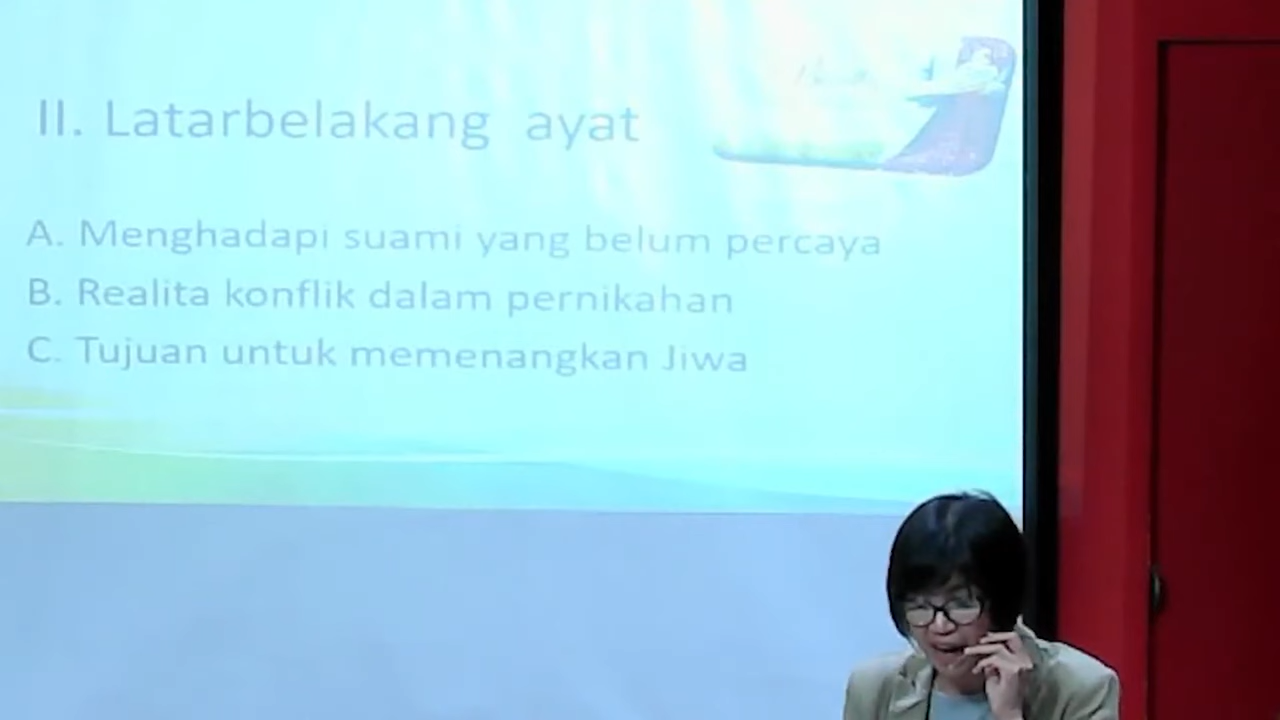 II. Latarbelakang ayat
A. Menghadapi suami yang belum percaya
B. Realita konflik dalam pernikahan
C. Tujuan untuk memenangkan Jiwa